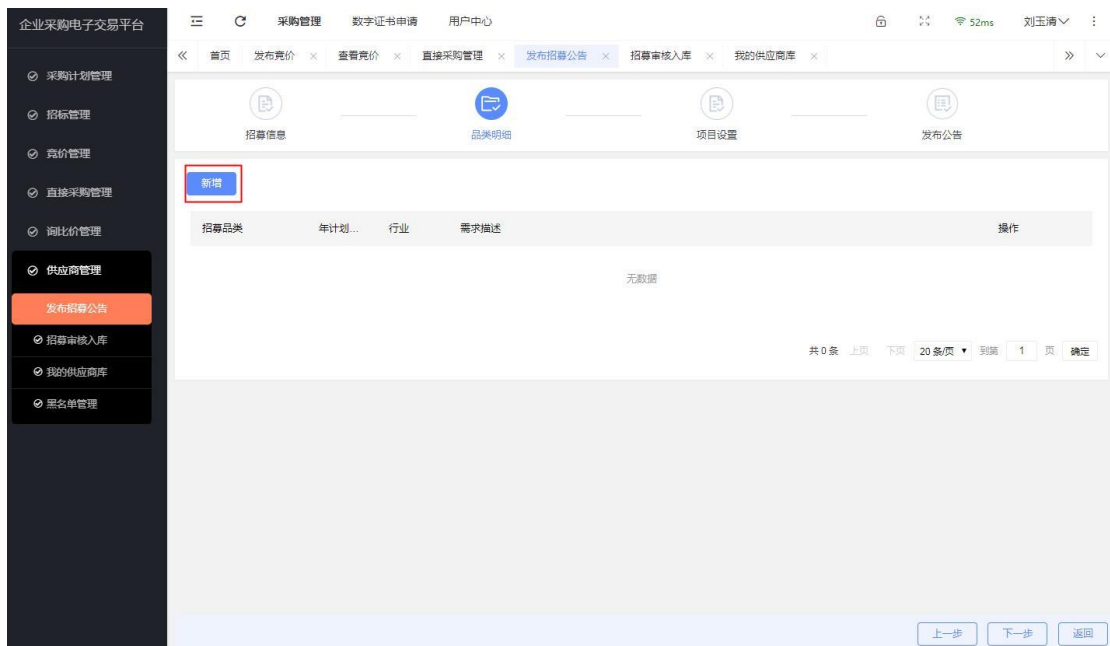 企业采购电子交易平台
采购管理 数字证书申请 用户中心 52ms 刘玉清
首页 发布竞价 查看竞价 直接采购管理 发布招募公告 招募审核入库 我的供应商库
采购计划管理
招标管理
竞价管理
直接采购管理
询比价管理
供应商管理
发布招募公告
招募审核入库
我的供应商库
黑名单管理
招募信息 品类明细 项目设置 发布公告
新增
招募品类 年计划... 行业 需求描述 操作
无数据
共 0 条 上页 下页 20 条/页 到第 1 页 确定
上一步 下一步 返回